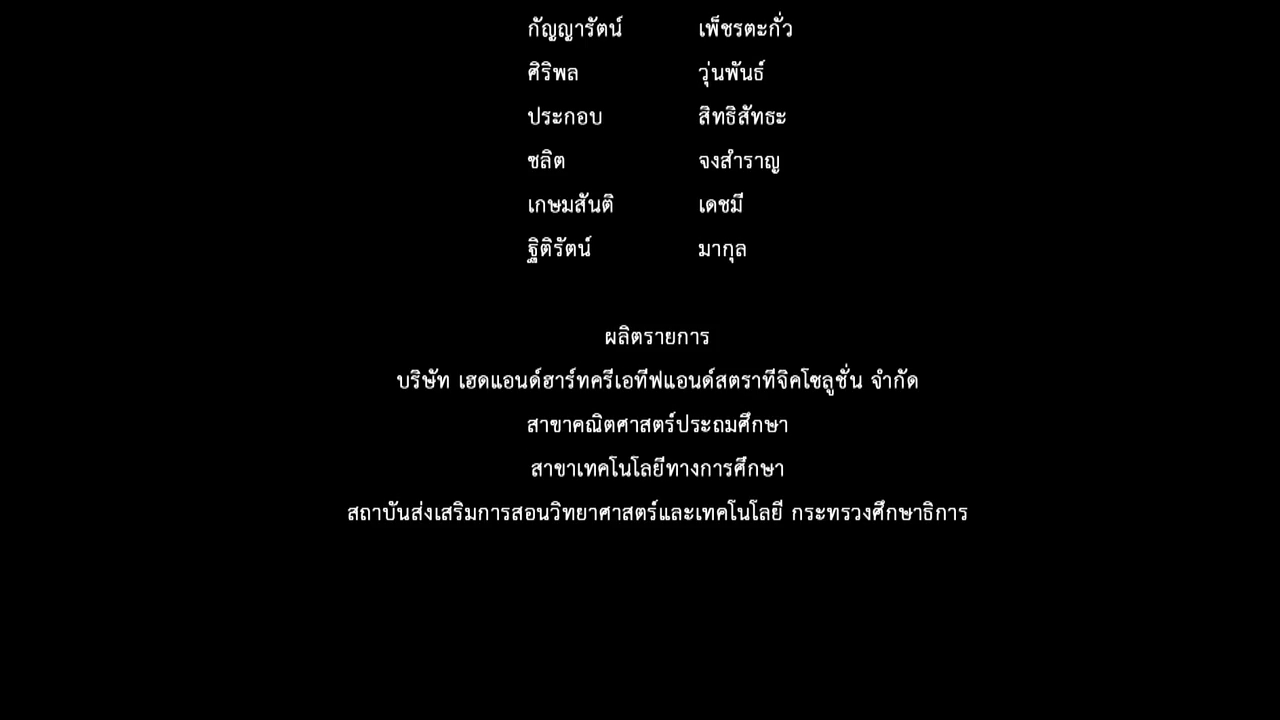 กัญญารัตน์ เพ็ชรตะกั่ว
ศิริพล วุ่นพันธ์
ประกอบ สิทธิสัทธะ
ชลิต จงสำราญ
เกษมสันติ เดชมี
ฐิติรัตน์ มากุล
ผลิตรายการ
บริษัท เฮดแอนด์ฮาร์ทครีเอทีฟแอนด์สตราทีจิคโซลูชั่น จำกัด
สาขาคณิตศาสตร์ประถมศึกษา
สาขาเทคโนโลยีทางการศึกษา
สถาบันส่งเสริมการสอนวิทยาศาสตร์และเทคโนโลยี กระทรวงศึกษาธิการ